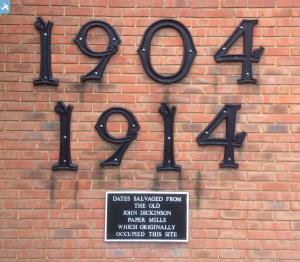 1904
1914
DATES SALVAGED FROM
THE OLD
JOHN DICKINSON
PAPER MILLS
WHICH ORIGINALLY
OCCUPIED THIS SITE